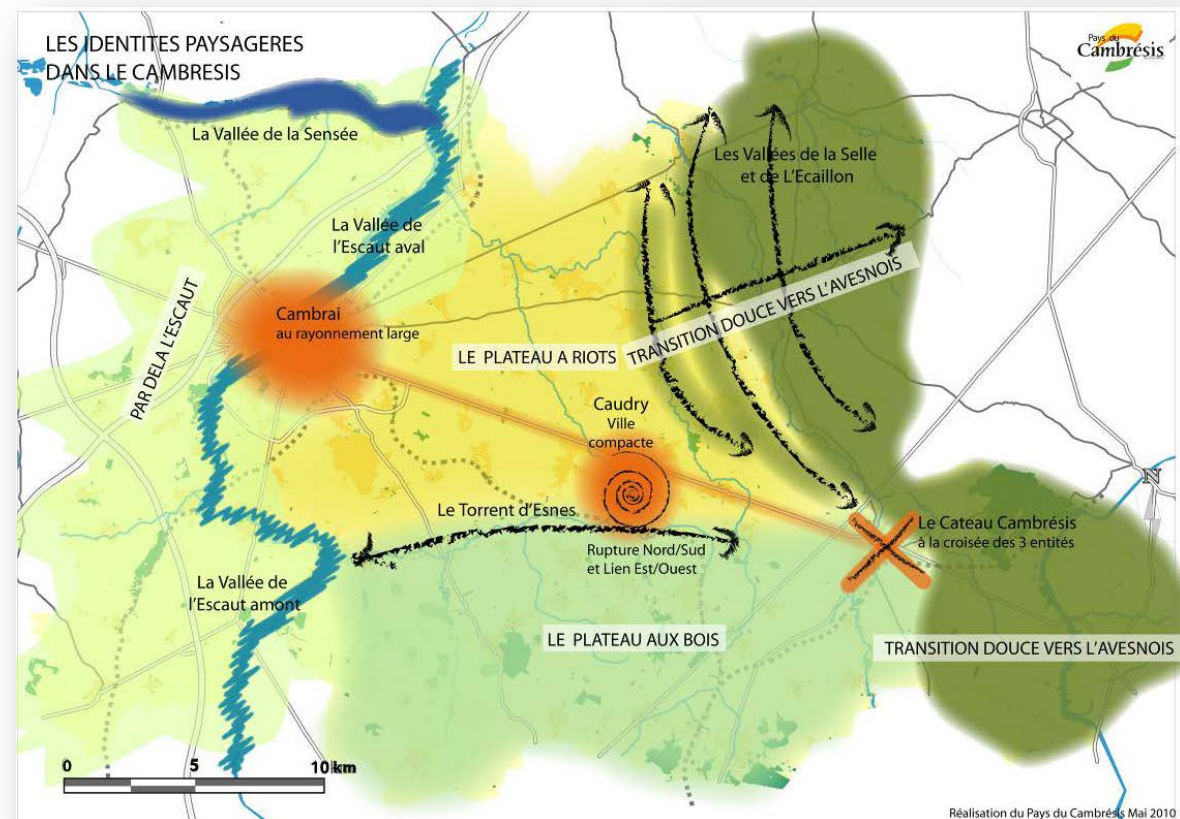 LES IDENTITES PAYSAGERES
DANS LE CAMBRESIS
Pays du
Cambrésis
La Vallée de la Sensée
Les Vallées de la Selle
et de L'Ecaillon
La Vallée de
l'Escaut aval
PAR DELA L'ESCAUT
Cambrai
au rayonnement large
LE PLATEAU A RIOTS
TRANSITION DOUCE VERS L'AVESNOIS
Caudry
Ville
compacte
N
Le Torrent d'Esnes
Le Cateau Cambrésis
à la croisée des 3 entités
Rupture Nord/Sud
et Lien Est/Ouest
La Vallée de
l'Escaut amont
LE PLATEAU AUX BOIS
TRANSITION DOUCE VERS L'AVESNOIS
0 5 10 km
Réalisation du Pays du Cambrésis Mai 2010